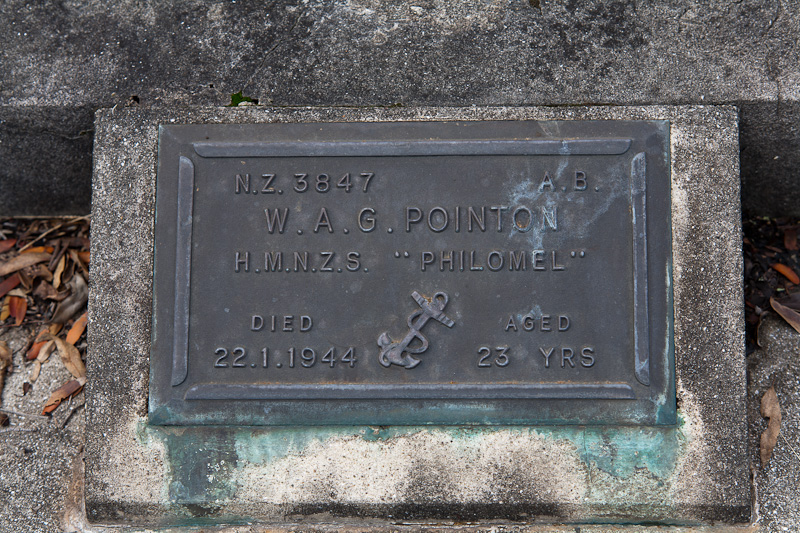 N.Z. 3847 A.B.
W.A.G. POINTON
H.M.N.Z.S. "PHILOMEL"
DIED AGED
22.1.1944 23 YRS